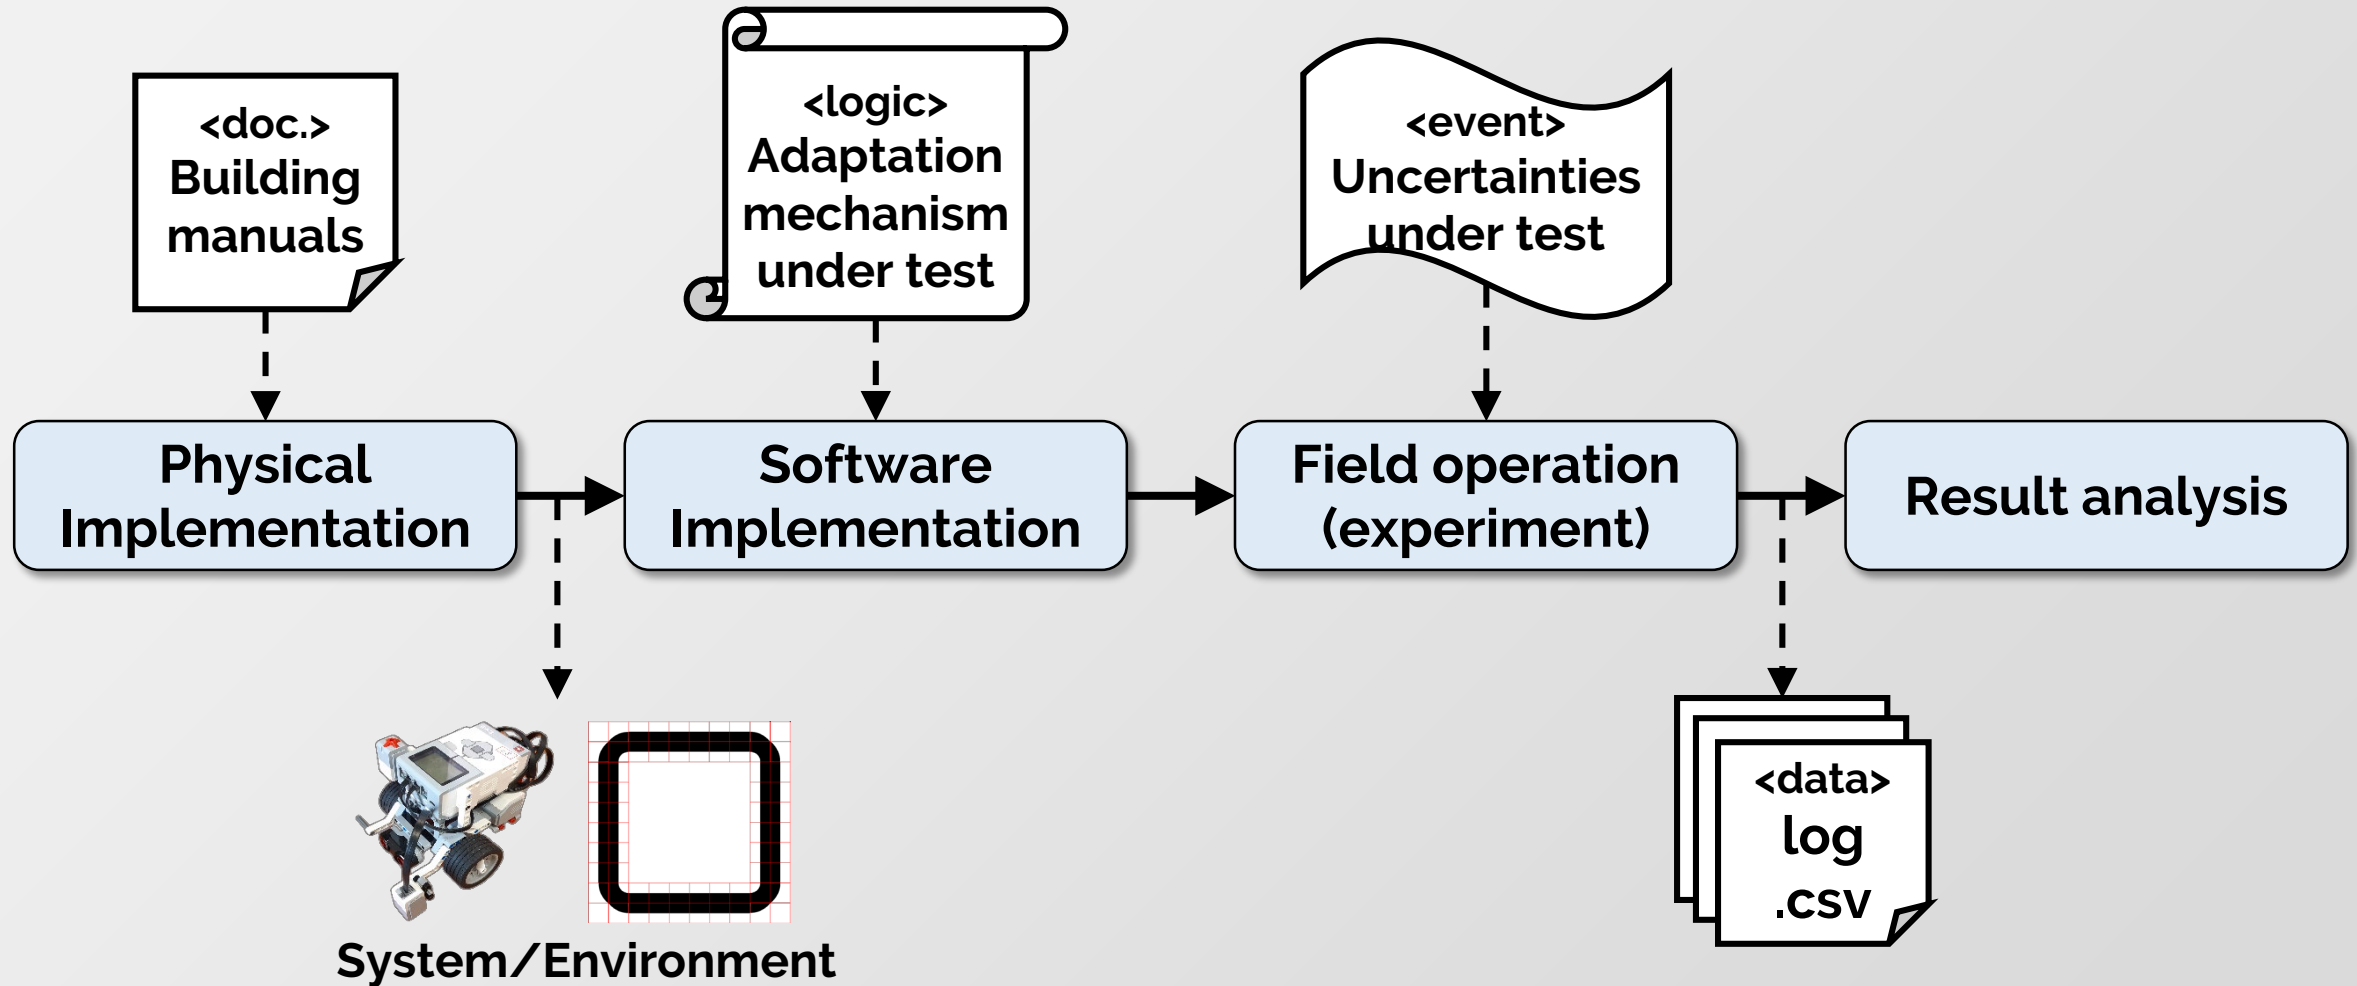 <doc.>
Building
manuals
<logic>
Adaptation
mechanism
under test
<event>
Uncertainties
under test
Physical
Implementation
Software
Implementation
Field operation
(experiment)
Result analysis
System/Environment
<data>
log
.csv